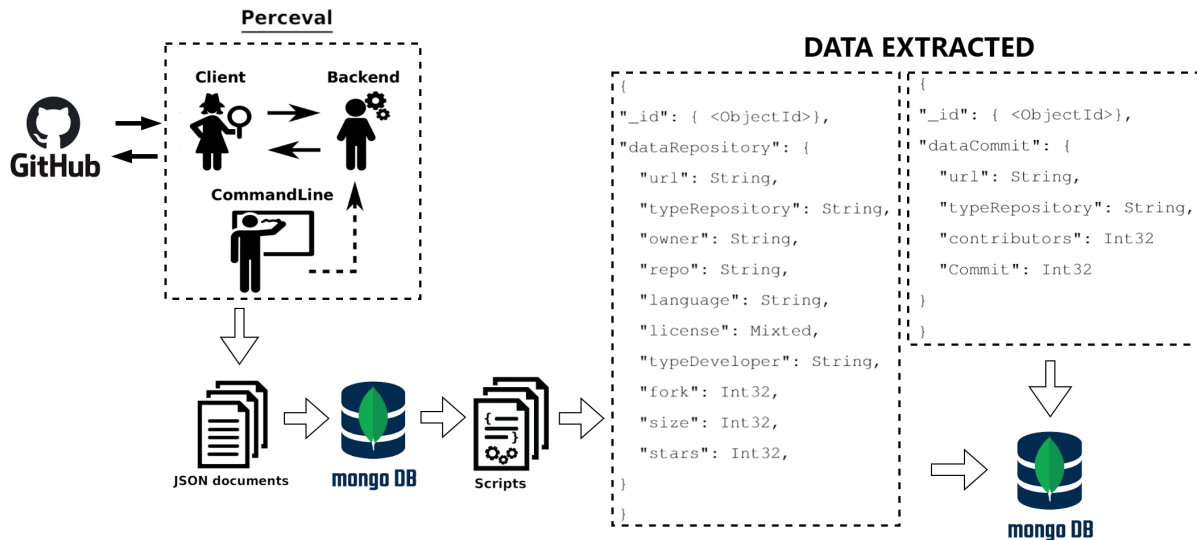 Perceval
Client
Backend
GitHub
CommandLine
JSON documents
mongo DB
Scripts
DATA EXTRACTED
{
"_id": { <ObjectId>},
"dataRepository": {
"url": String,
"typeRepository": String,
"owner": String,
"repo": String,
"language": String,
"license": Mixted,
"typeDeveloper": String,
"fork": Int32,
"size": Int32,
"stars": Int32,
}
}
{
"_id": { <ObjectId>},
"dataCommit": {
"url": String,
"typeRepository": String,
"contributors": Int32
"Commit": Int32
}
}
mongo DB